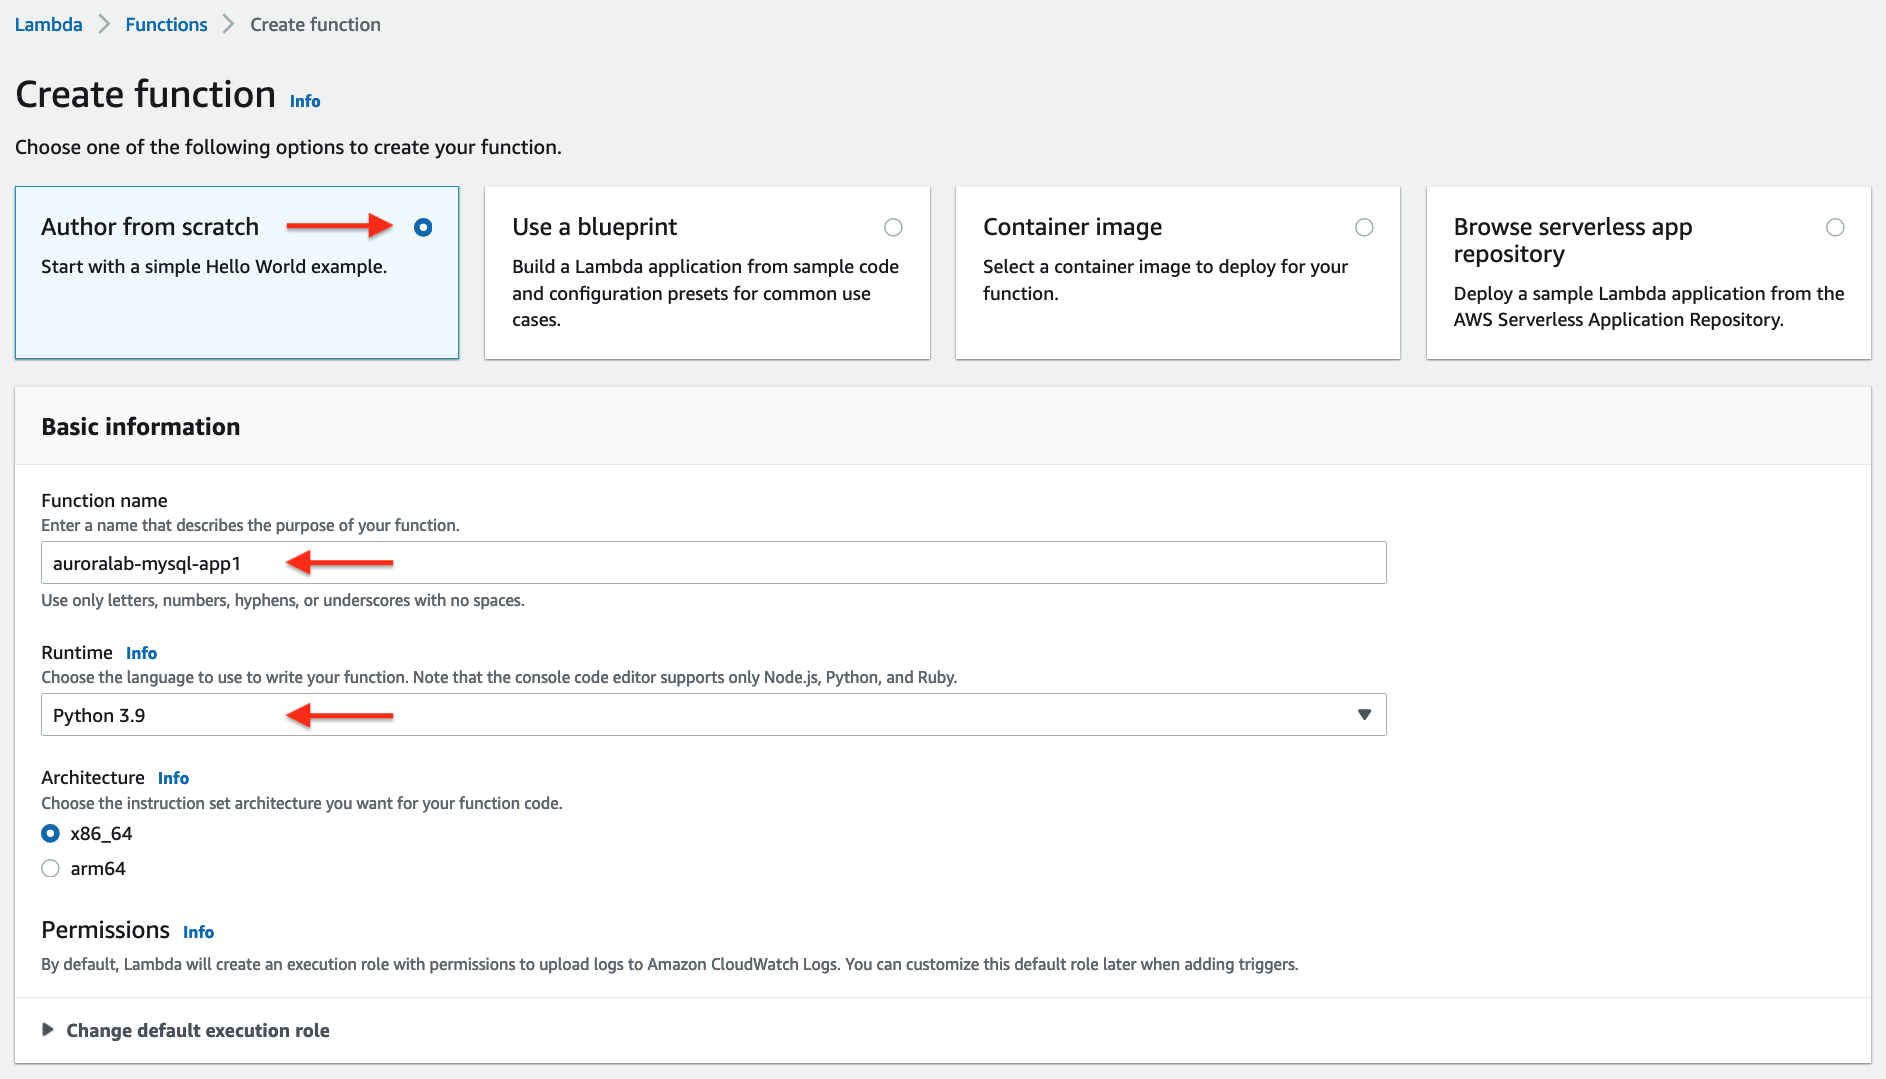 Lambda > Functions > Create function
Create function Info
Choose one of the following options to create your function.
Author from scratch
Start with a simple Hello World example.
Use a blueprint
Build a Lambda application from sample code
and configuration presets for common use
cases.
Container image
Select a container image to deploy for your
function.
Browse serverless app
repository
Deploy a sample Lambda application from the
AWS Serverless Application Repository.
Basic information
Function name
Enter a name that describes the purpose of your function.
auroralab-mysql-app1
Use only letters, numbers, hyphens, or underscores with no spaces.
Runtime Info
Choose the language to use to write your function. Note that the console code editor supports only Node.js, Python, and Ruby.
Python 3.9
Architecture Info
Choose the instruction set architecture you want for your function code.
x86_64
arm64
Permissions Info
By default, Lambda will create an execution role with permissions to upload logs to Amazon CloudWatch Logs. You can customize this default role later when adding triggers.
Change default execution role